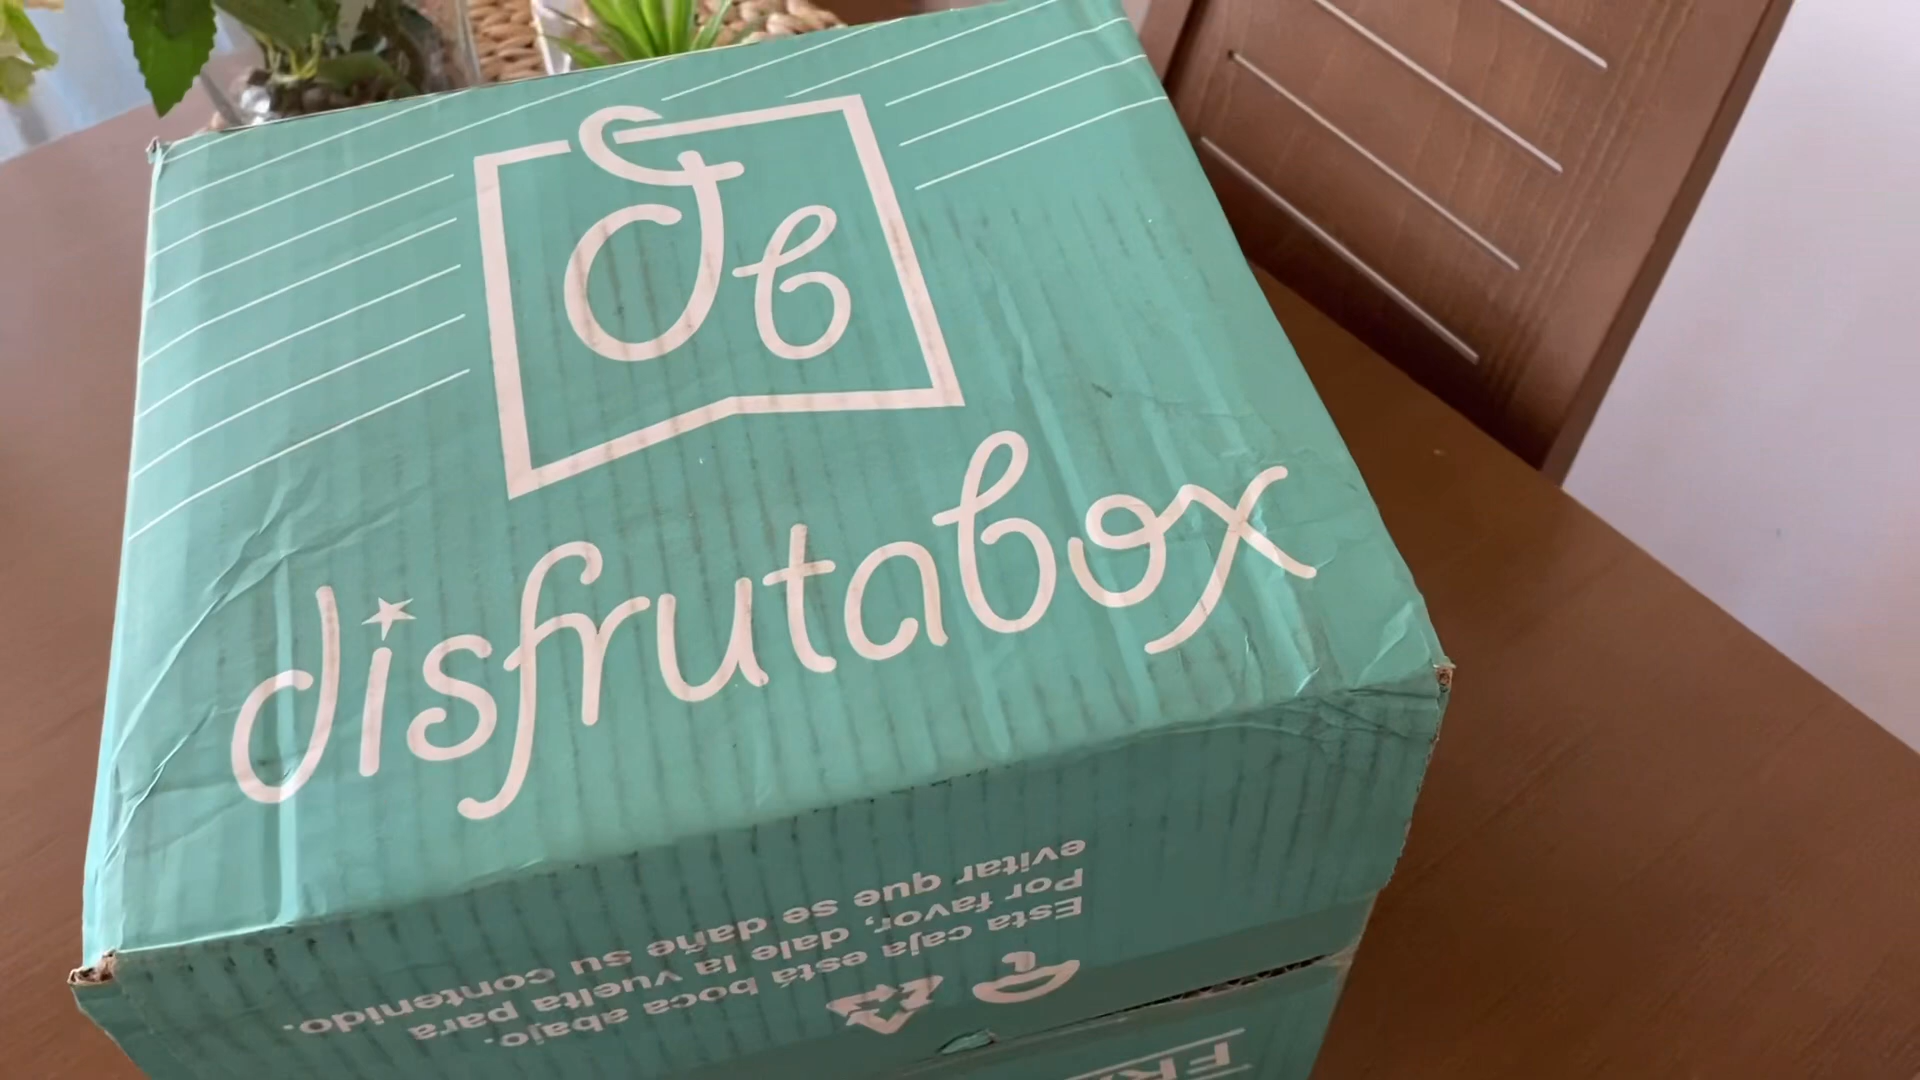 db
disfrutabox
Esta caja está boca abajo.
Por favor, dale la vuelta para
evitar que se dañe su contenido.